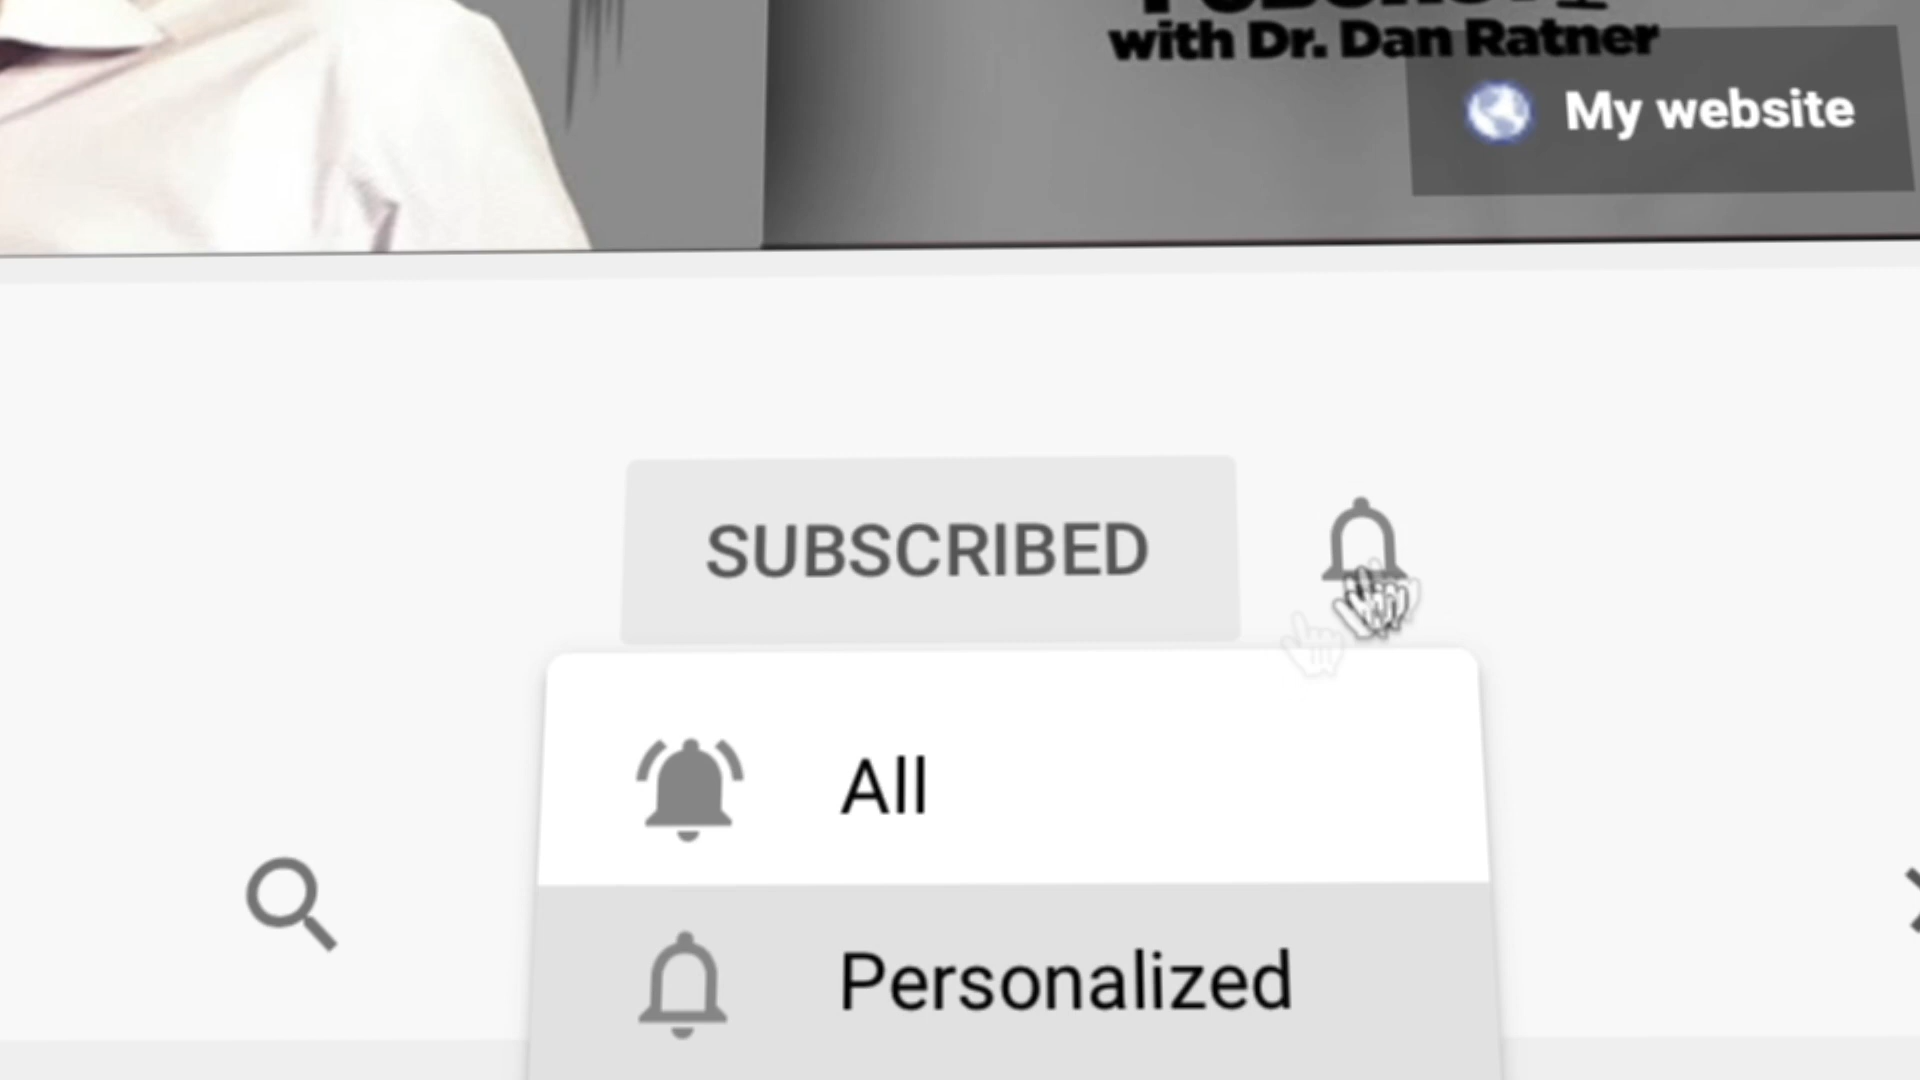 with Dr. Dan Ratner
My website
SUBSCRIBED
All
Personalized